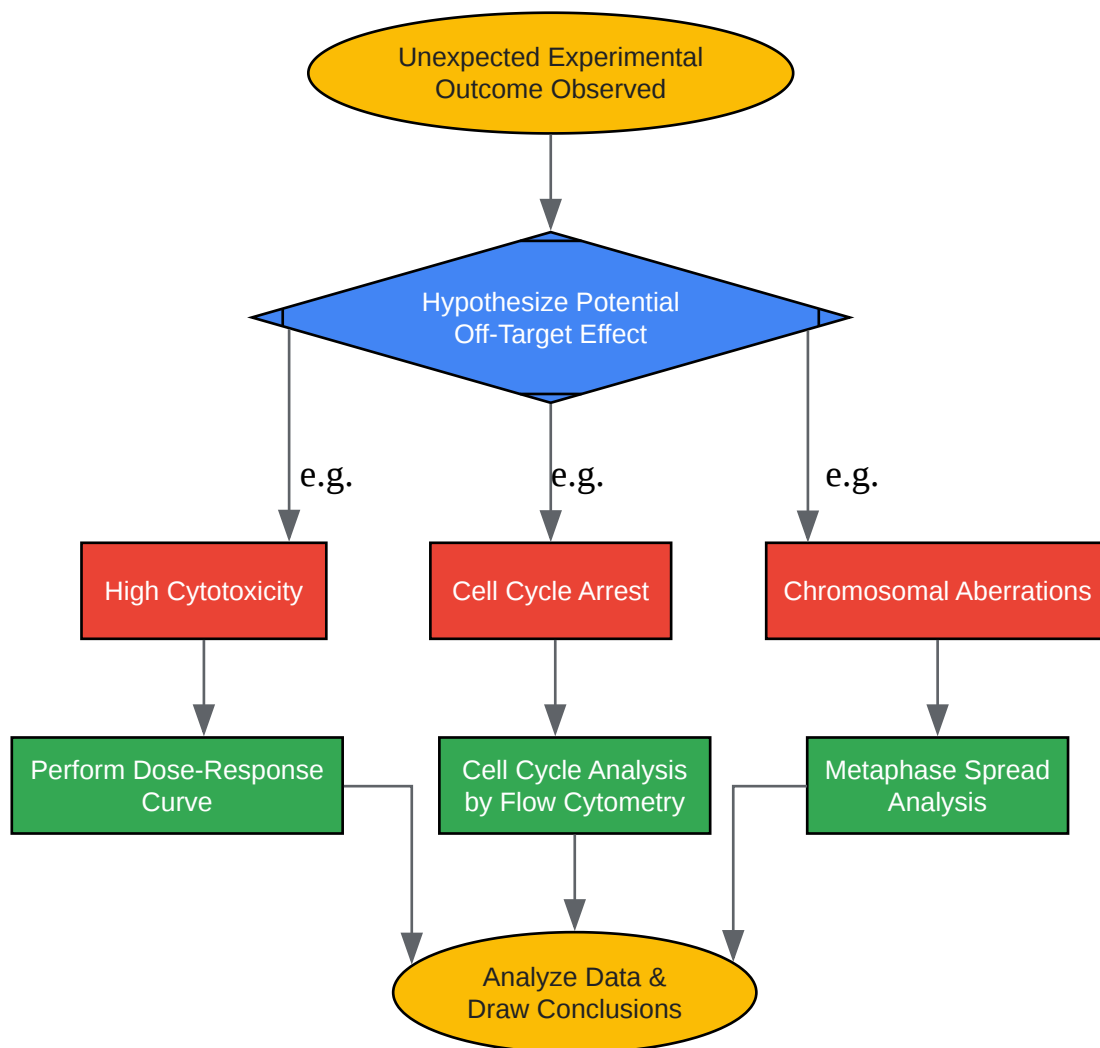 Unexpected Experimental
Outcome Observed
Hypothesize Potential
Off-Target Effect
e.g.
e.g.
e.g.
High Cytotoxicity
Cell Cycle Arrest
Chromosomal Aberrations
Perform Dose-Response
Curve
Cell Cycle Analysis
by Flow Cytometry
Metaphase Spread
Analysis
Analyze Data &
Draw Conclusions